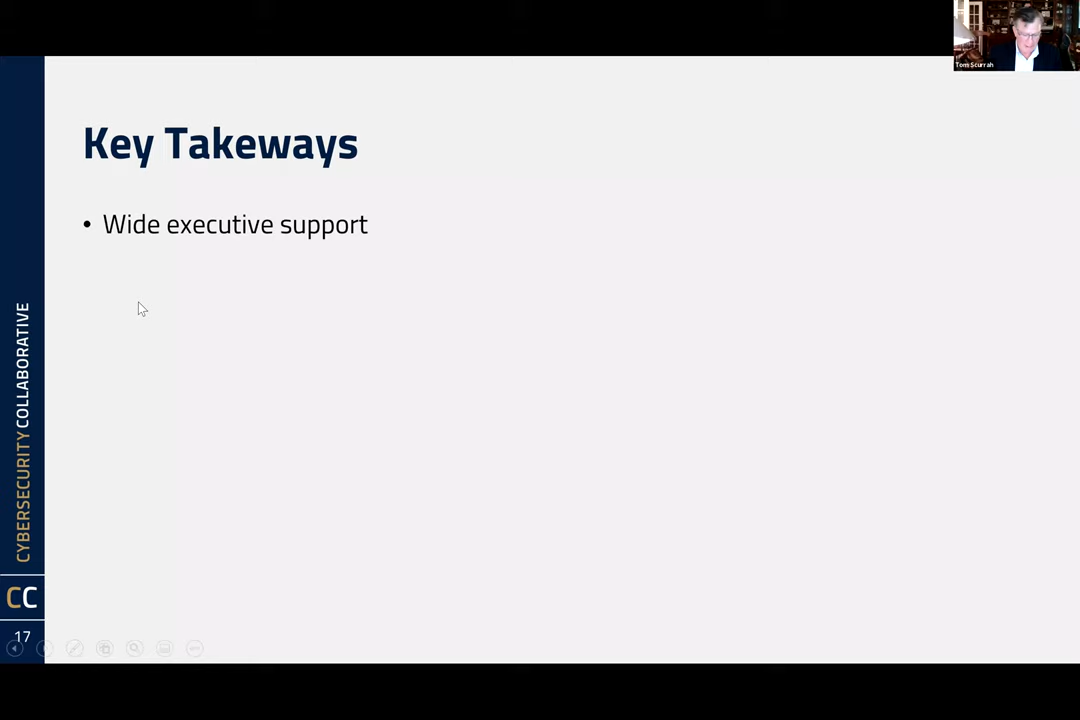 Tom Scurrah
Key Takeways
• Wide executive support
CYBERSECURITY COLLABORATIVE
CC
17